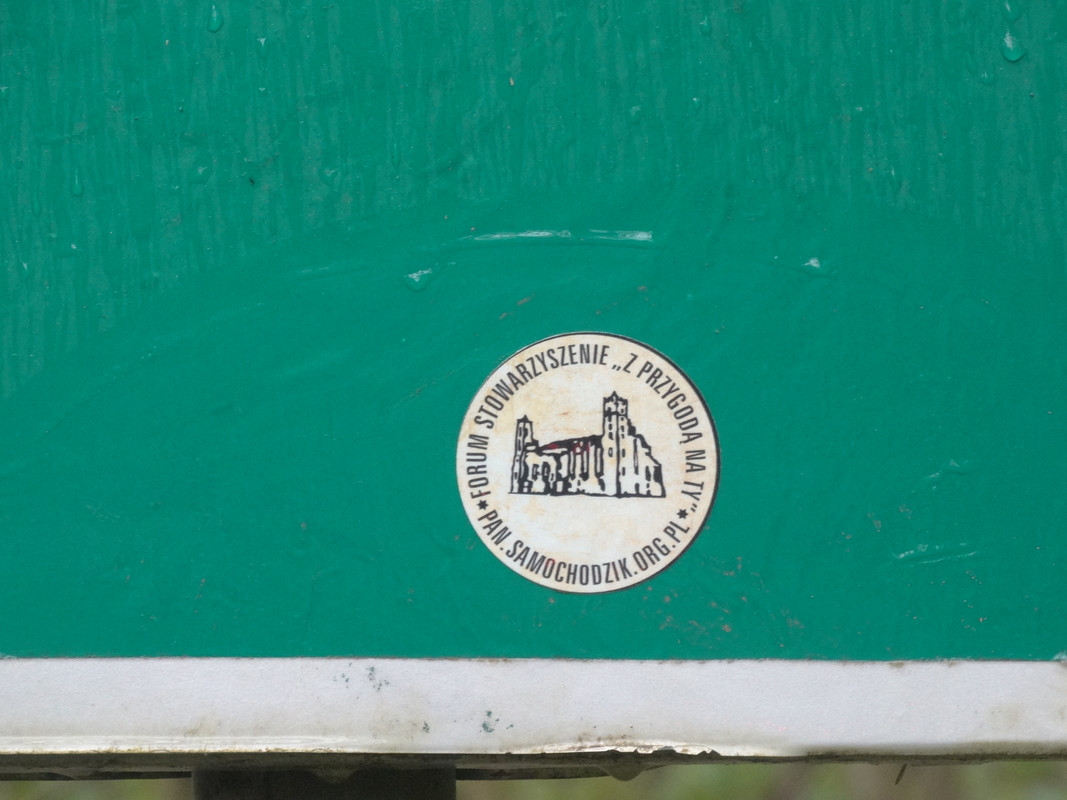 FORUM STOWARZYSZENIE „Z PRZYGODĄ NA TY”
PAN.SAMOCHODZIK.ORG.PL